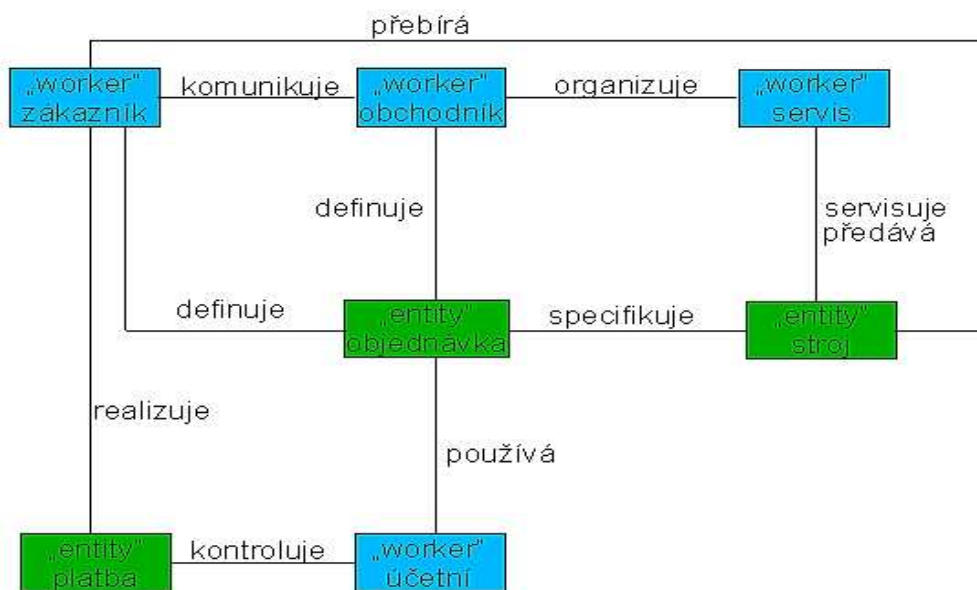 přebírá
„worker"
zákazník
komunikuje
„worker"
obchodník
organizuje
„worker"
servis
definuje
servisuje
předává
definuje
„entity"
objednávka
specifikuje
„entity"
stroj
realizuje
používá
„entity"
platba
kontroluje
„worker"
účetní